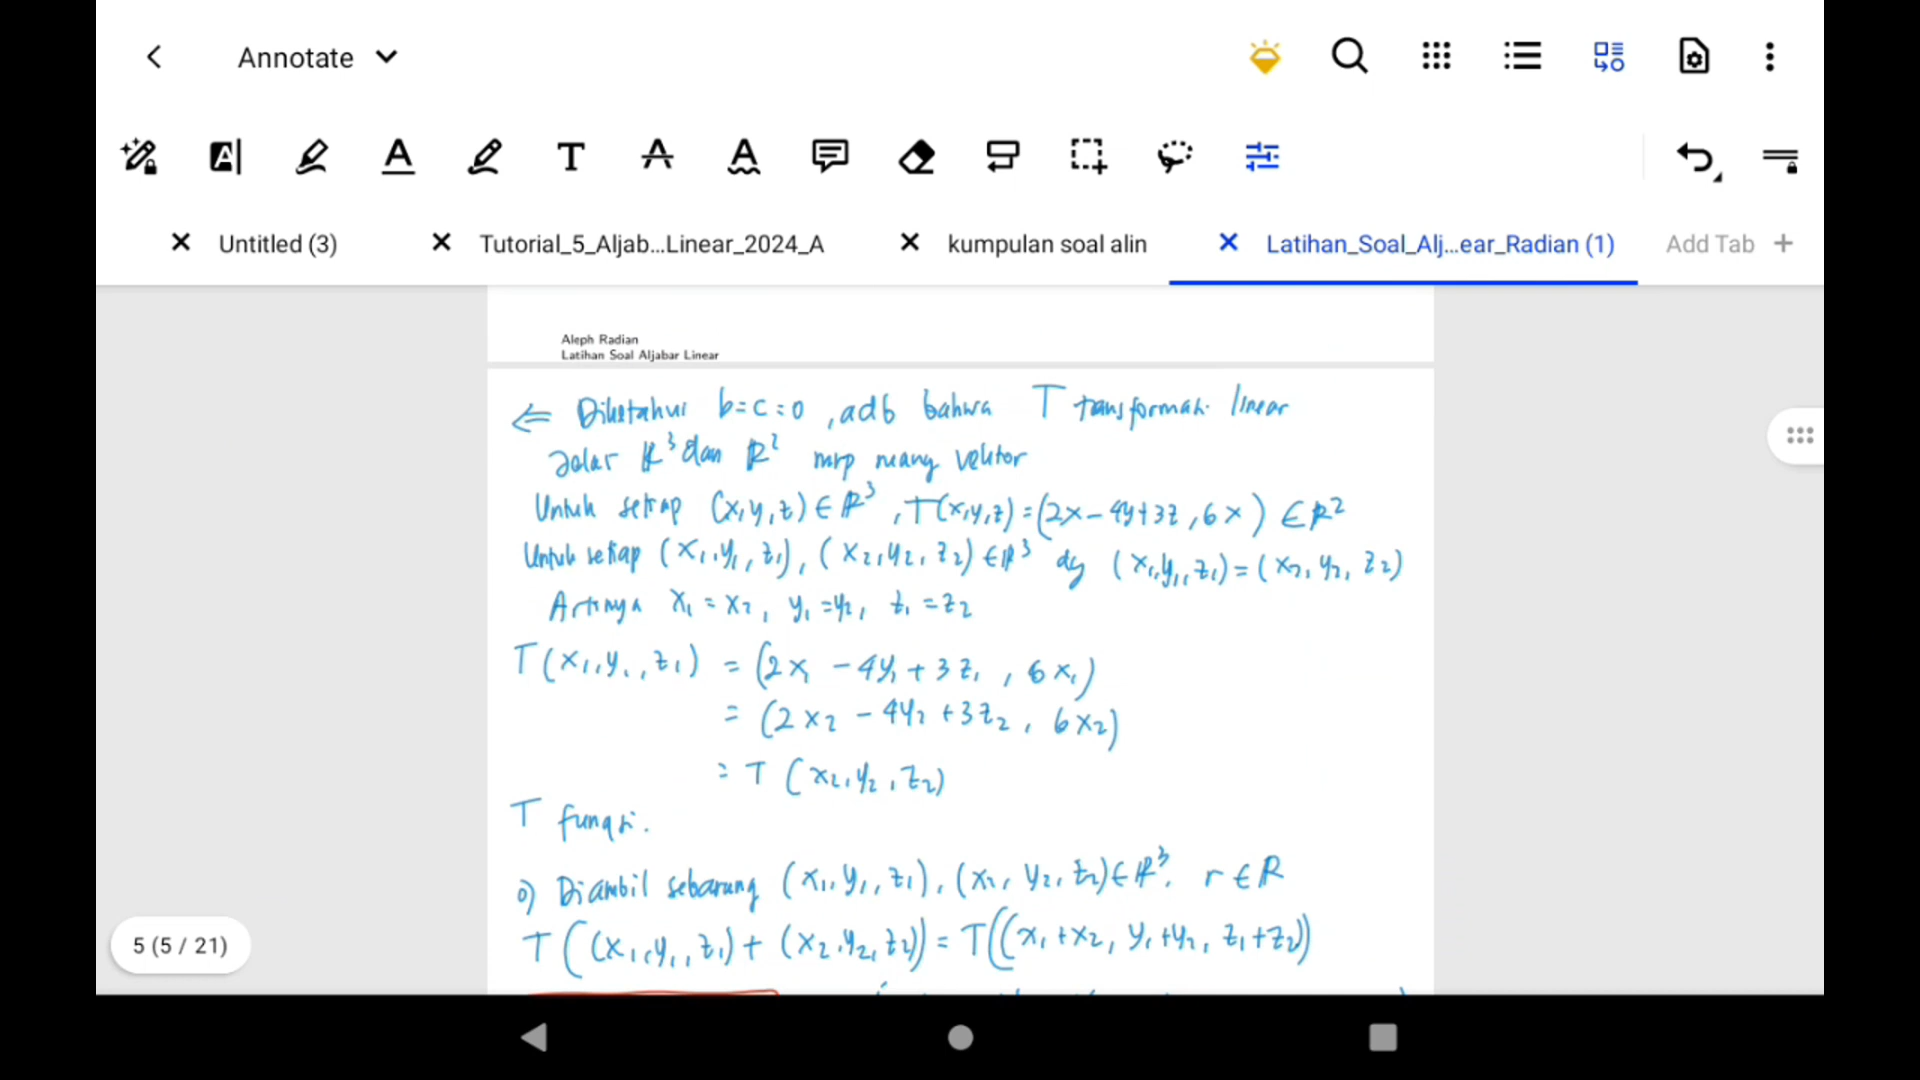 Annotate
Untitled (3)
Tutorial_5_Aljab...Linear_2024_A
kumpulan soal alin
Latihan_Soal_Alj...ear_Radian (1)
Add Tab +
Aleph Radian
Latihan Soal Aljabar Linear
⇐ Diketahui b=c=0, adb bahwa T transformasi linear
Jelas ℝ³ dan ℝ² mrp ruang vektor
Untuk setiap (x,y,z) ∈ ℝ³, T(x,y,z) = (2x - 4y + 3z, 6x) ∈ ℝ²
Untuk setiap (x₁,y₁,z₁), (x₂,y₂,z₂) ∈ ℝ³ dg (x₁,y₁,z₁) = (x₂,y₂,z₂)
Artinya x₁ = x₂, y₁ = y₂, z₁ = z₂
T(x₁,y₁,z₁) = (2x₁ - 4y₁ + 3z₁, 6x₁)
= (2x₂ - 4y₂ + 3z₂, 6x₂)
= T(x₂,y₂,z₂)
T fungsi.
o) Diambil sebarang (x₁,y₁,z₁), (x₂,y₂,z₂) ∈ ℝ³, r ∈ ℝ
T((x₁,y₁,z₁) + (x₂,y₂,z₂)) = T((x₁+x₂, y₁+y₂, z₁+z₂))
5 (5 / 21)